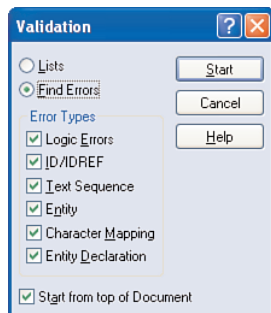 Validation
Lists
Start
Find Errors
Cancel
Error Types
Help
Logic Errors
ID/IDREF
Text Sequence
Entity
Character Mapping
Entity Declaration
Start from top of Document